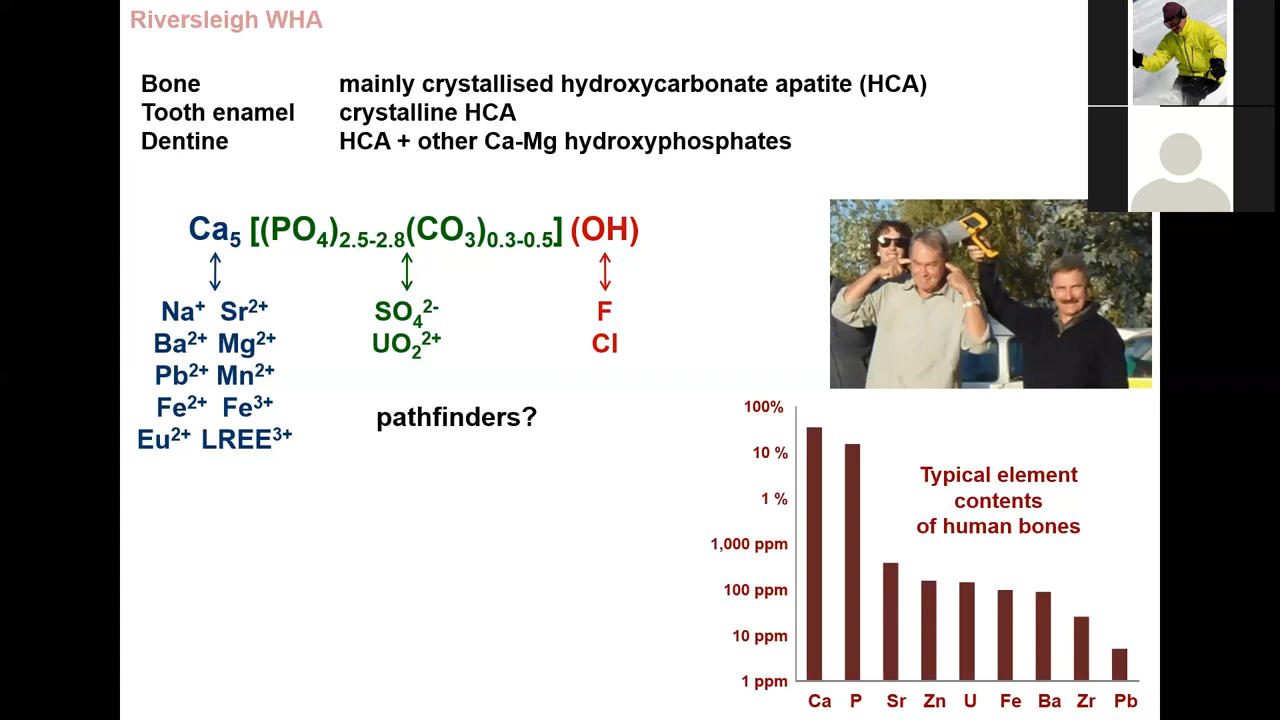 Riversleigh WHA
Bone mainly crystallised hydroxycarbonate apatite (HCA)
Tooth enamel crystalline HCA
Dentine HCA + other Ca-Mg hydroxyphosphates
Ca₅ [(PO₄)₂.₅₋₂.₈(CO₃)₀.₃₋₀.₅] (OH)
Na⁺ Sr²⁺ SO₄²⁻ F
Ba²⁺ Mg²⁺ UO₂²⁺ Cl
Pb²⁺ Mn²⁺
Fe²⁺ Fe³⁺
Eu²⁺ LREE³⁺
pathfinders?
Typical element
contents
of human bones
100%
10 %
1 %
1,000 ppm
100 ppm
10 ppm
1 ppm
Ca P Sr Zn U Fe Ba Zr Pb